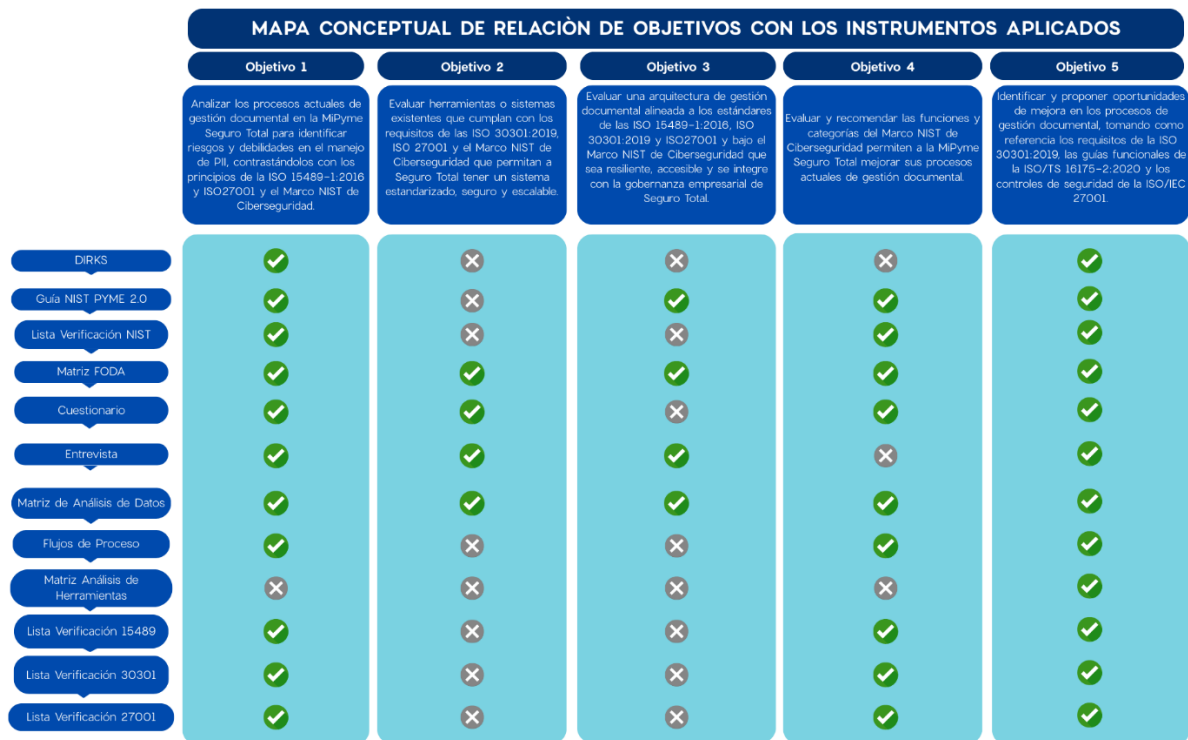 MAPA CONCEPTUAL DE RELACIÒN DE OBJETIVOS CON LOS INSTRUMENTOS APLICADOS
Objetivo 1
Objetivo 2
Objetivo 3
Objetivo 4
Objetivo 5
Analizar los procesos actuales de
gestión documental en la MiPyme
Seguro Total para identificar
riesgos y debilidades en el manejo
de PII, contrastándolos con los
principios de la ISO 15489-1:2016
y ISO27001 y el Marco NIST de
Ciberseguridad.
Evaluar herramientas o sistemas
existentes que cumplan con los
requisitos de las ISO 30301:2019,
ISO 27001 y el Marco NIST de
Ciberseguridad que permitan a
Seguro Total tener un sistema
estandarizado, seguro y escalable.
Evaluar una arquitectura de gestión
documental alineada a los estándares
de las ISO 15489-1:2016, ISO
30301:2019 y ISO27001 y bajo el
Marco NIST de Ciberseguridad que
sea resiliente, accesible y se integre
con la gobernanza empresarial de
Seguro Total.
Evaluar y recomendar las funciones y
categorías del Marco NIST de
Ciberseguridad permiten a la MiPyme
Seguro Total mejorar sus procesos
actuales de gestión documental.
Identificar y proponer oportunidades
de mejora en los procesos de
gestión documental, tomando como
referencia los requisitos de la ISO
30301:2019, las guías funcionales de
la ISO/TS 16175-2:2020 y los
controles de seguridad de la ISO/IEC
27001.
DIRKS
Guía NIST PYME 2.0
Lista Verificación NIST
Matriz FODA
Cuestionario
Entrevista
Matriz de Análisis de Datos
Flujos de Proceso
Matriz Análisis de
Herramientas
Lista Verificación 15489
Lista Verificación 30301
Lista Verificación 27001